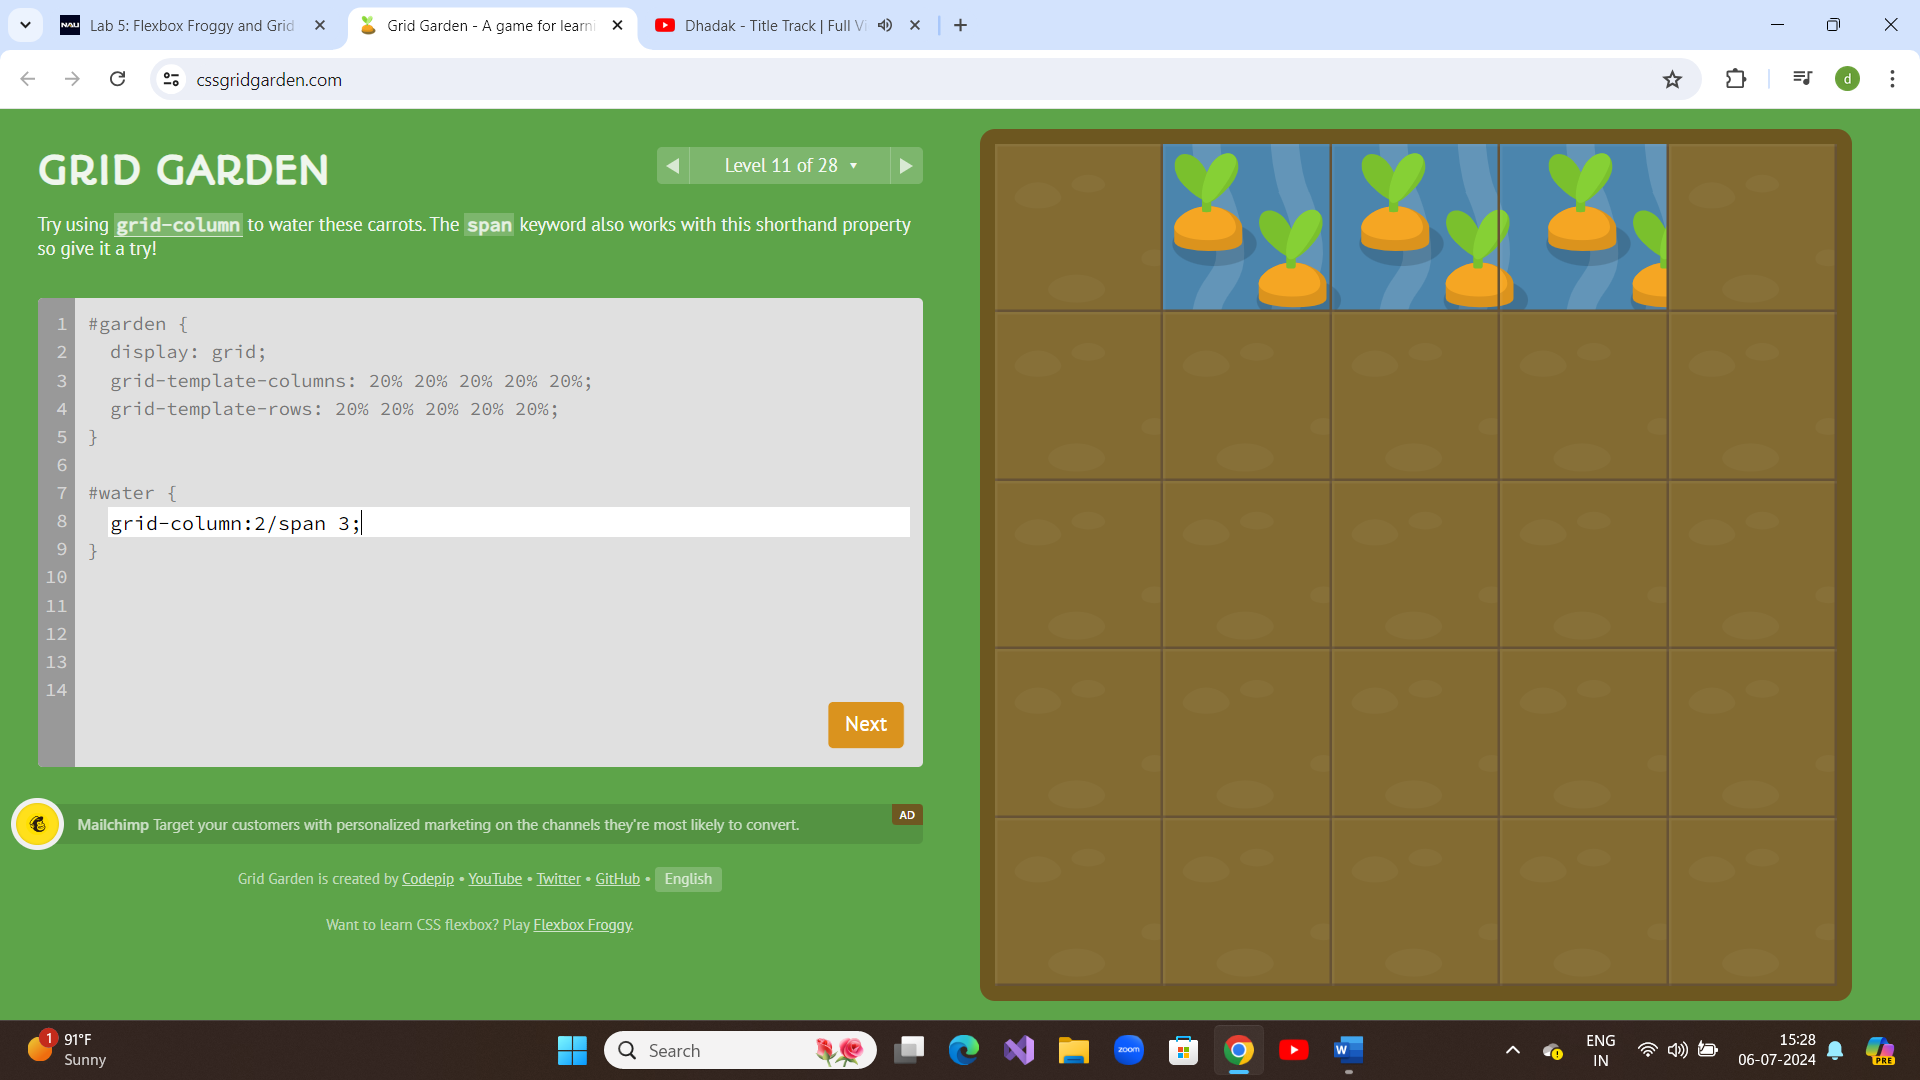 NAU Lab 5: Flexbox Froggy and Grid
Grid Garden - A game for learni
Dhadak - Title Track | Full Vi
cssgridgarden.com
d
GRID GARDEN
Level 11 of 28
Try using grid-column to water these carrots. The span keyword also works with this shorthand property
so give it a try!
1 #garden {
2 display: grid;
3 grid-template-columns: 20% 20% 20% 20% 20%;
4 grid-template-rows: 20% 20% 20% 20% 20%;
5 }
6
7 #water {
8 grid-column:2/span 3;
9 }
10
11
12
13
14
Next
Mailchimp Target your customers with personalized marketing on the channels they're most likely to convert.
AD
Grid Garden is created by Codepip • YouTube • Twitter • GitHub • English
Want to learn CSS flexbox? Play Flexbox Froggy.
1
91°F
Sunny
Search
zoom
W
ENG
IN
15:28
06-07-2024
PRE